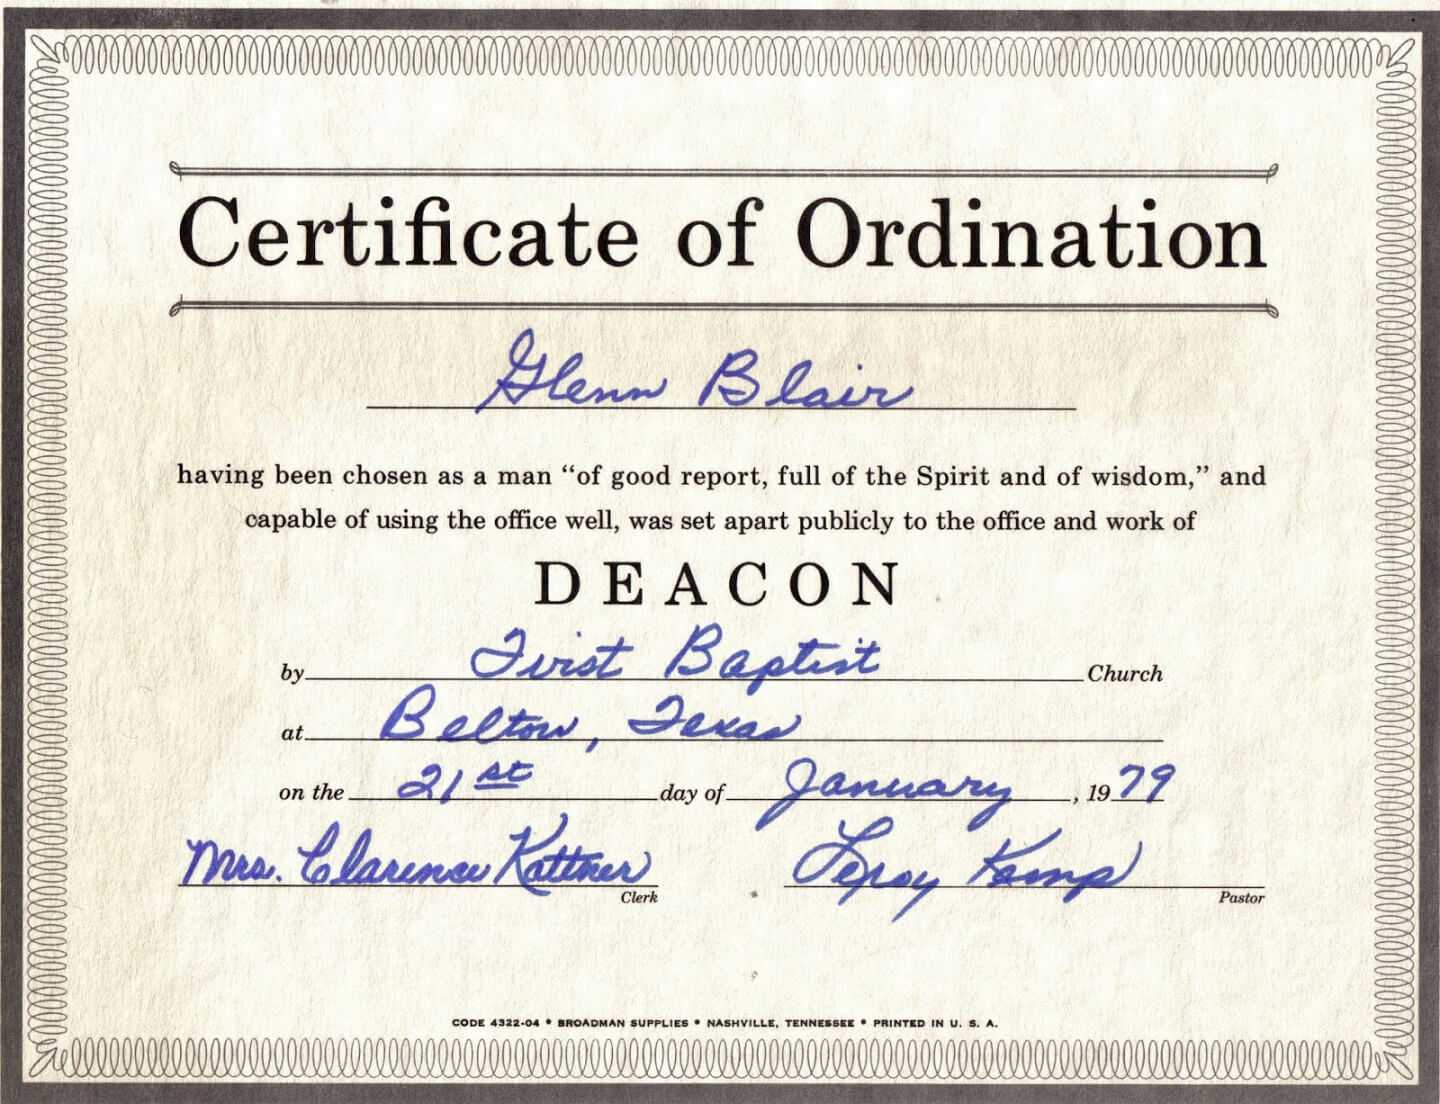 Certificate of Ordination
Glenn Blair
having been chosen as a man “of good report, full of the Spirit and of wisdom,” and
capable of using the office well, was set apart publicly to the office and work of
DEACON
by First Baptist Church
at Belton, Texas
on the 21st day of January, 1979
Mrs. Clarence Kattner Leroy Kemp
Clerk Pastor
CODE 4322-04 • BROADMAN SUPPLIES • NASHVILLE, TENNESSEE • PRINTED IN U. S. A.